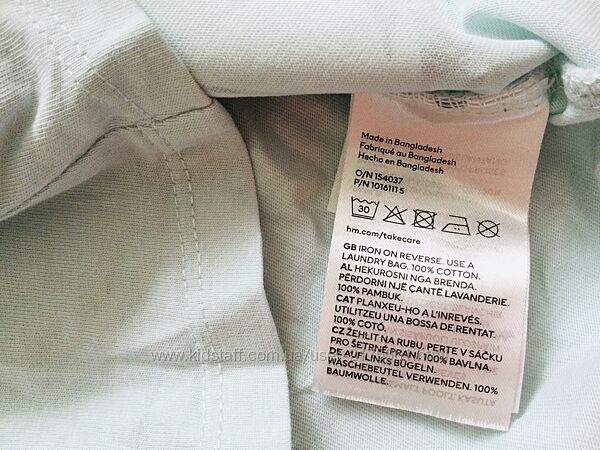 Made in Bangladesh
Fabriqué au Bangladesh
Hecho en Bangladesh
O/N 154037
P/N 1016111 5
30
hm.com/takecare
GB IRON ON REVERSE. USE A
LAUNDRY BAG. 100% COTTON.
AL HEKUROSNI NGA BRENDA.
PËRDORNI NJË ÇANTË LAVANDERIE.
100% PAMBUK.
CAT PLANXEU-HO A L'INREVÉS.
UTILITZEU UNA BOSSA DE RENTAT.
100% COTÓ.
CZ ŽEHLIT NA RUBU. PERTE V SÁČKU
PRO ŠETRNÉ PRANÍ. 100% BAVLNA.
DE AUF LINKS BÜGELN.
WÄSCHEBEUTEL VERWENDEN. 100%
BAUMWOLLE.